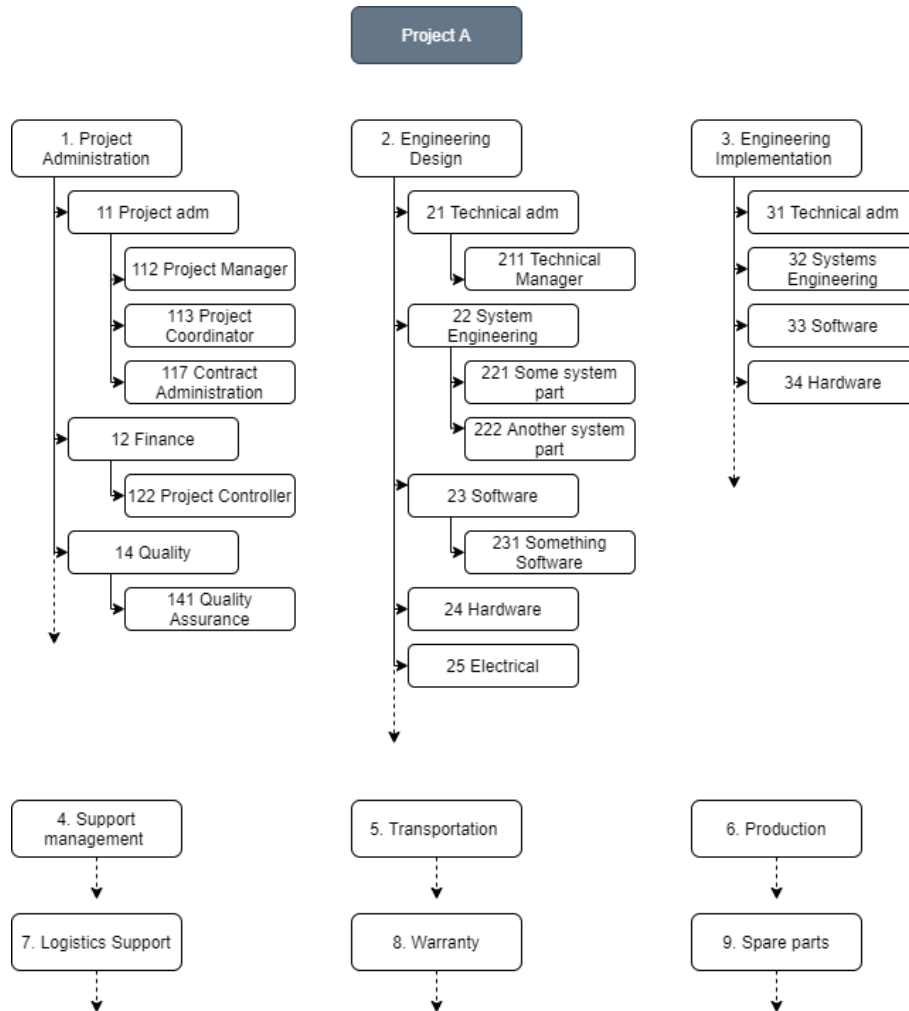 Project A
1. Project
Administration
11 Project adm
112 Project Manager
113 Project
Coordinator
117 Contract
Administration
12 Finance
122 Project Controller
14 Quality
141 Quality
Assurance
2. Engineering
Design
21 Technical adm
211 Technical
Manager
22 System
Engineering
221 Some system
part
222 Another system
part
23 Software
231 Something
Software
24 Hardware
25 Electrical
3. Engineering
Implementation
31 Technical adm
32 Systems
Engineering
33 Software
34 Hardware
4. Support
management
5. Transportation
6. Production
7. Logistics Support
8. Warranty
9. Spare parts